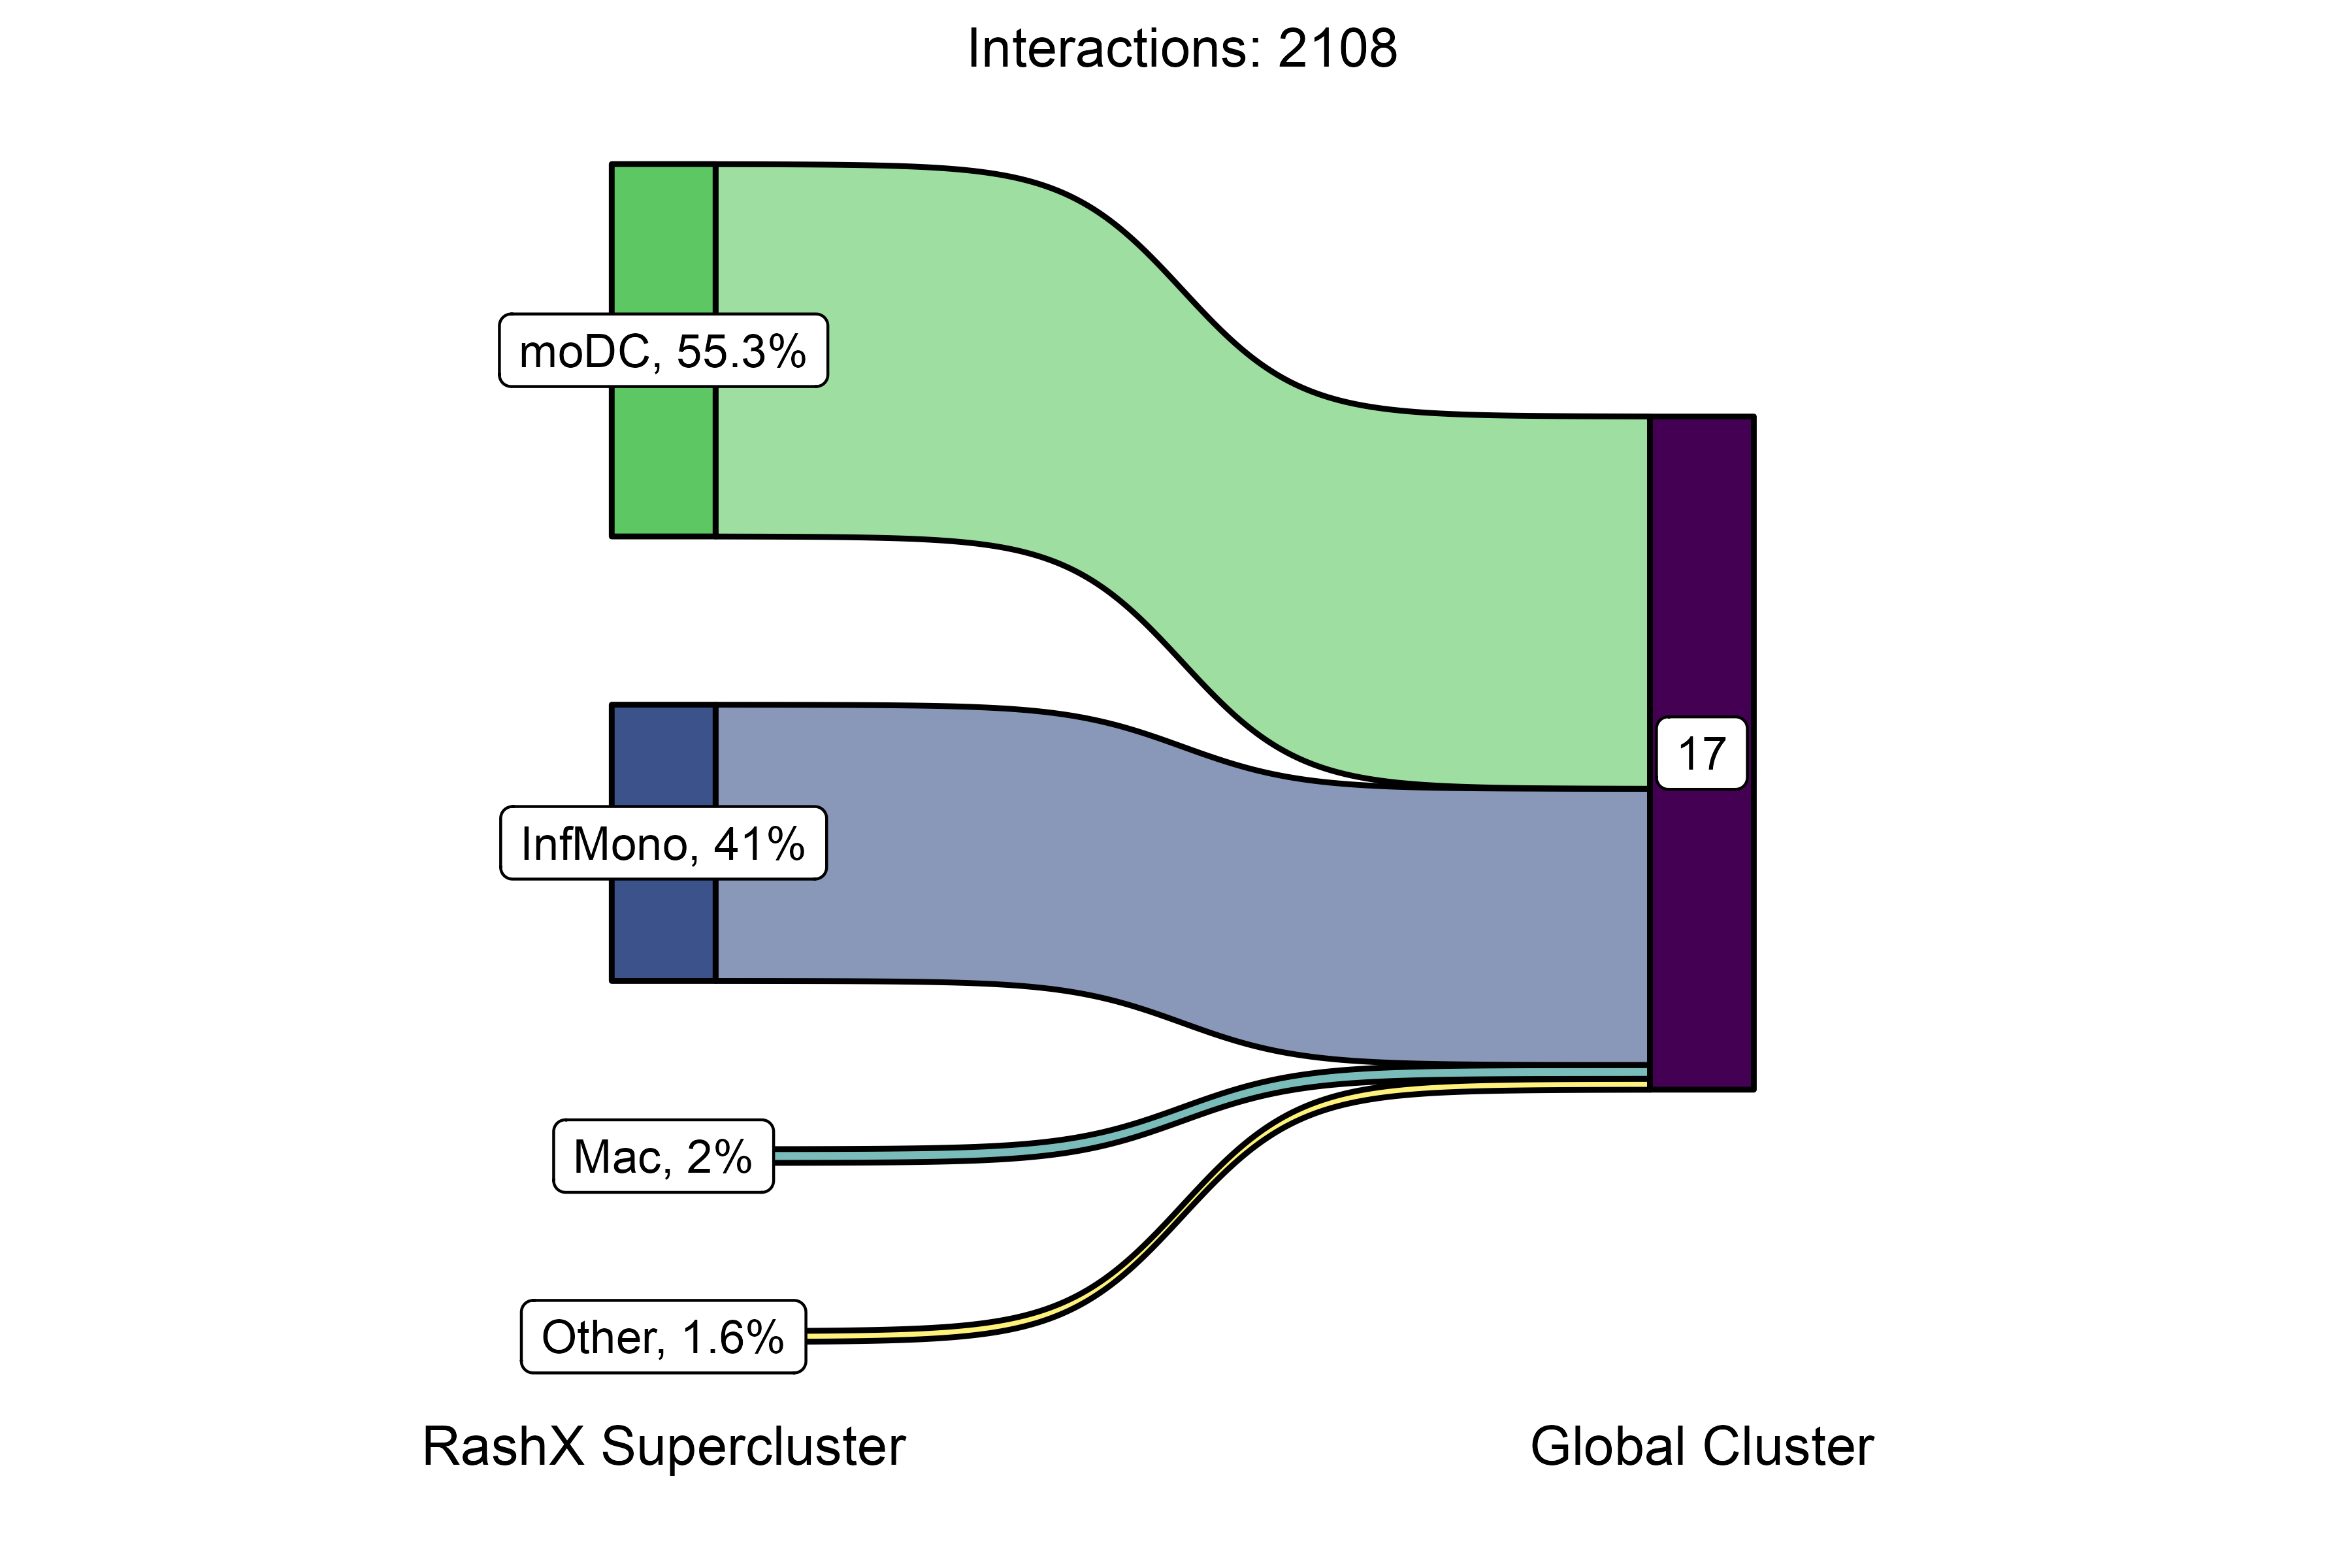 Interactions: 2108
moDC, 55.3%
17
InfMono, 41%
Mac, 2%
Other, 1.6%
RashX Supercluster
Global Cluster